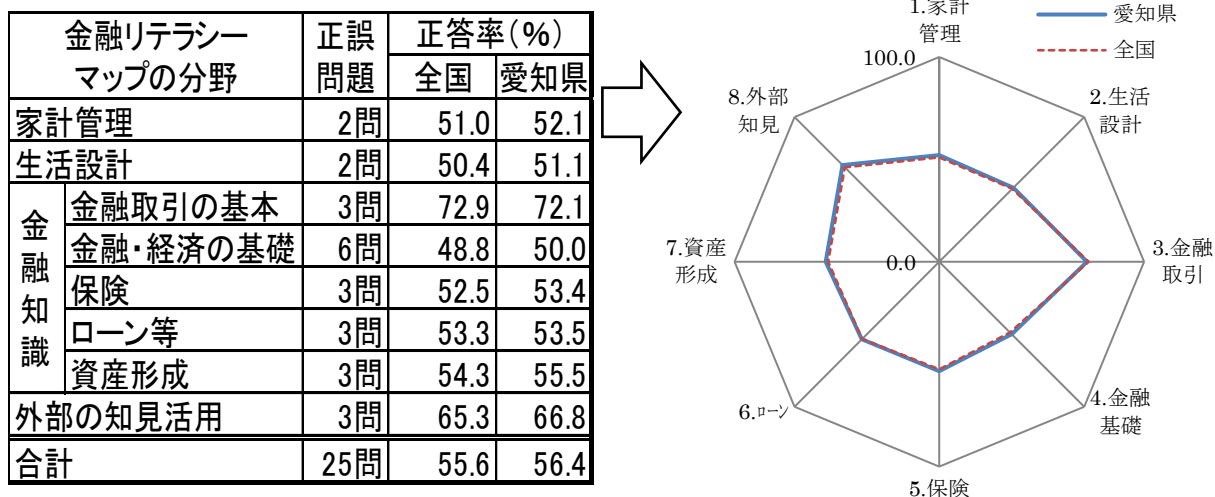 金融リテラシー
マップの分野
正誤
問題
正答率(%)
全国 愛知県
家計管理 2問 51.0 52.1
生活設計 2問 50.4 51.1
金融知識
金融取引の基本 3問 72.9 72.1
金融・経済の基礎 6問 48.8 50.0
保険 3問 52.5 53.4
ローン等 3問 53.3 53.5
資産形成 3問 54.3 55.5
外部の知見活用 3問 65.3 66.8
合計 25問 55.6 56.4
1.家計
管理
愛知県
全国
100.0
0.0
2.生活
設計
3.金融
取引
4.金融
基礎
5.保険
6.ﾛｰﾝ
7.資産
形成
8.外部
知見